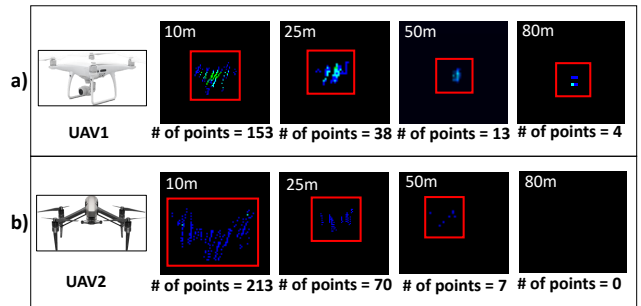 a)
UAV1
10m
25m
50m
80m
# of points = 153
# of points = 38
# of points = 13
# of points = 4
b)
UAV2
10m
25m
50m
80m
# of points = 213
# of points = 70
# of points = 7
# of points = 0